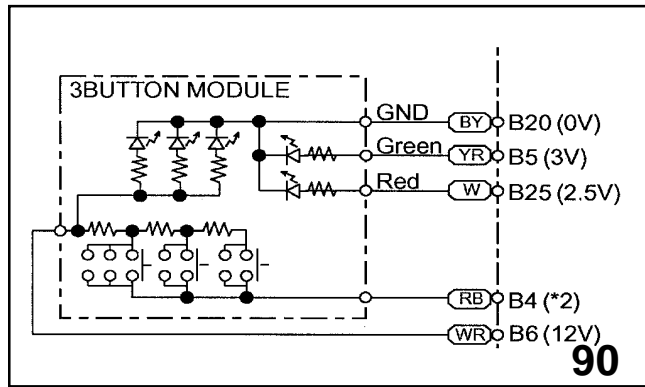 3BUTTON MODULE
GND BY B20 (0V)
Green YR B5 (3V)
Red W B25 (2.5V)
RB B4 (*2)
WR B6 (12V)
90